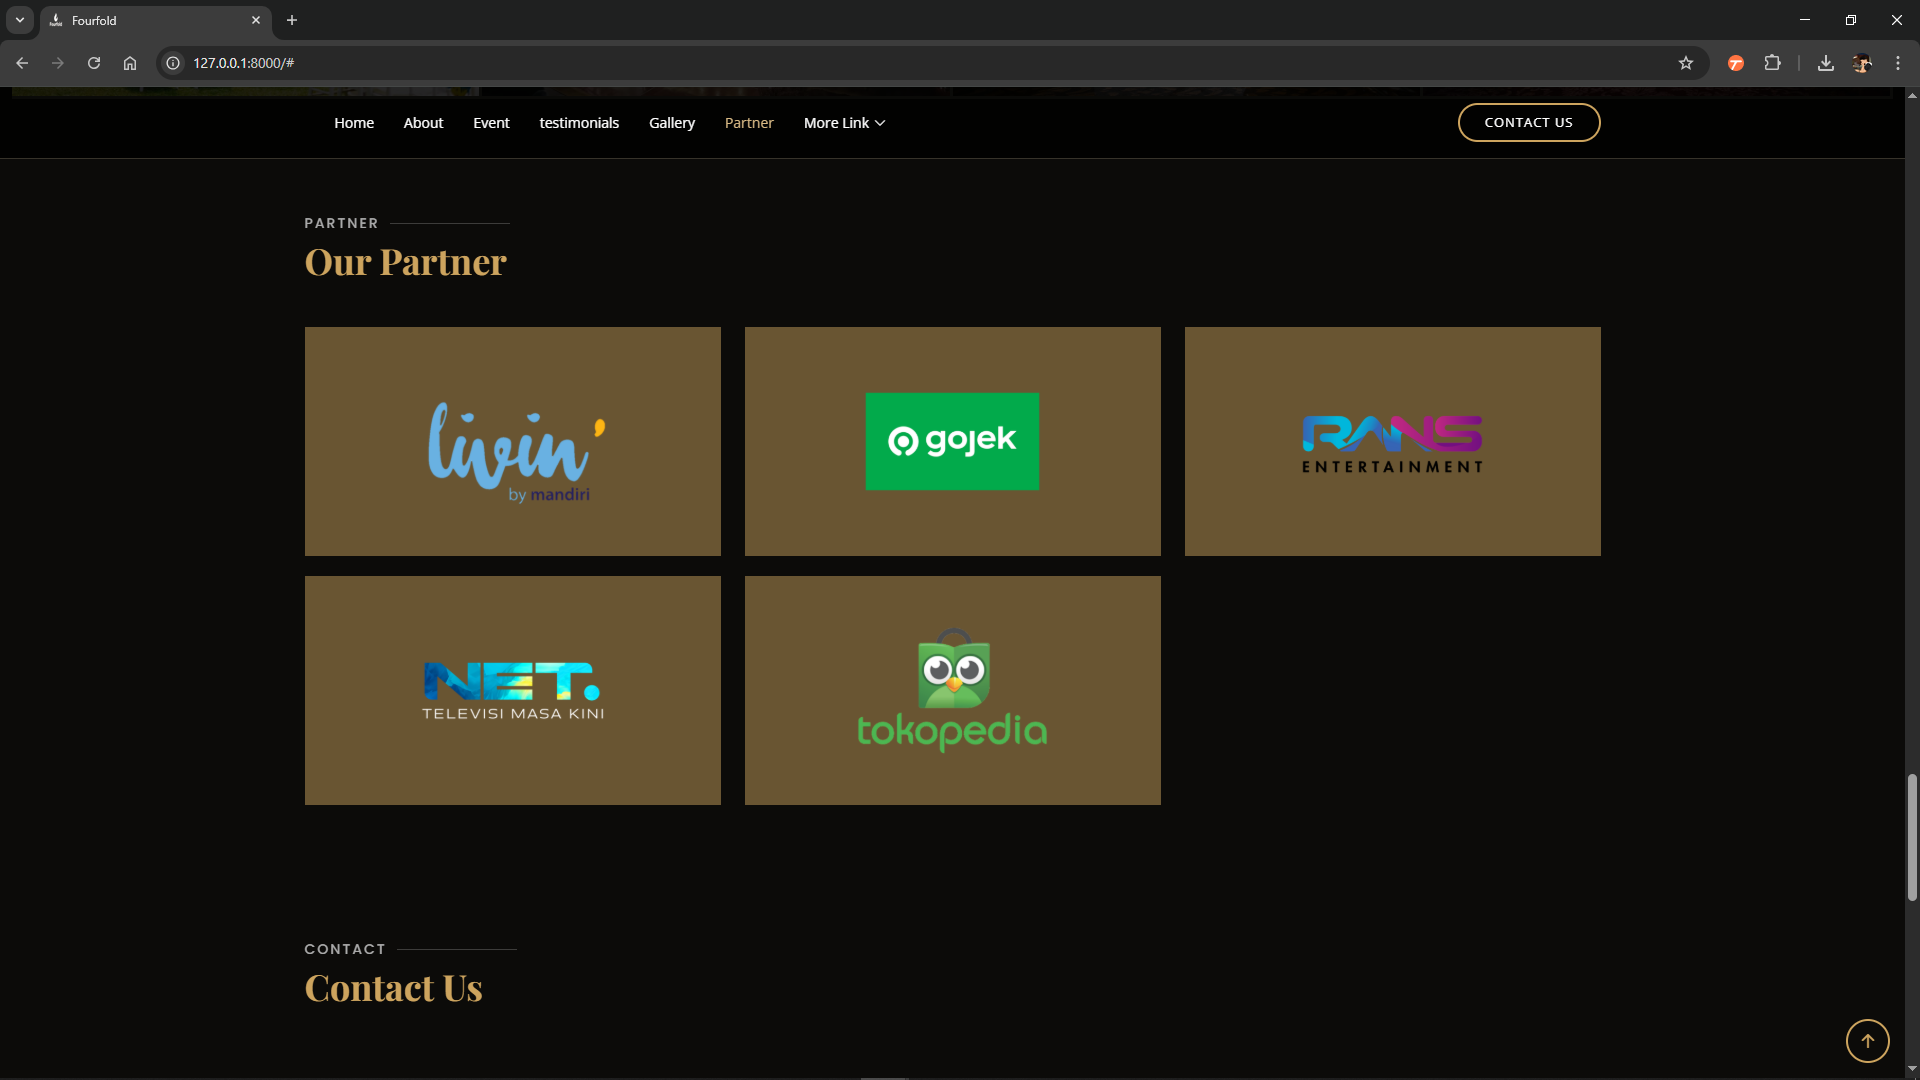 Fourfold
127.0.0.1:8000/#
Home About Event testimonials Gallery Partner More Link CONTACT US
PARTNER
Our Partner
livin'
by mandiri
gojek
RANS
ENTERTAINMENT
NET.
TELEVISI MASA KINI
tokopedia
CONTACT
Contact Us